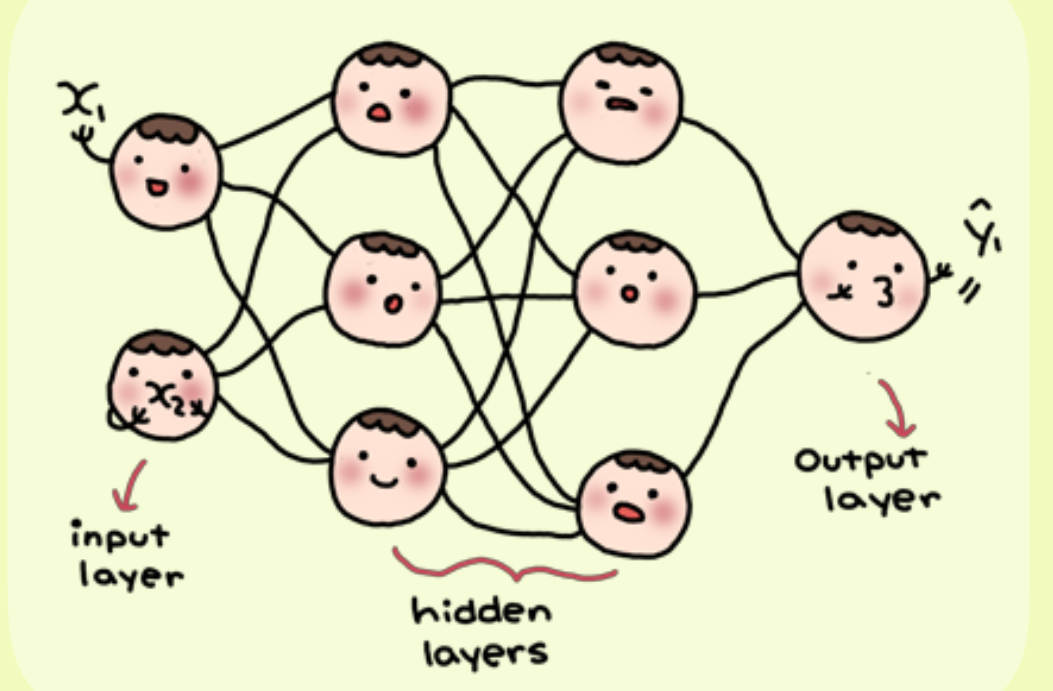 x₁
x₂
ŷ₁
input
layer
hidden
layers
Output
layer